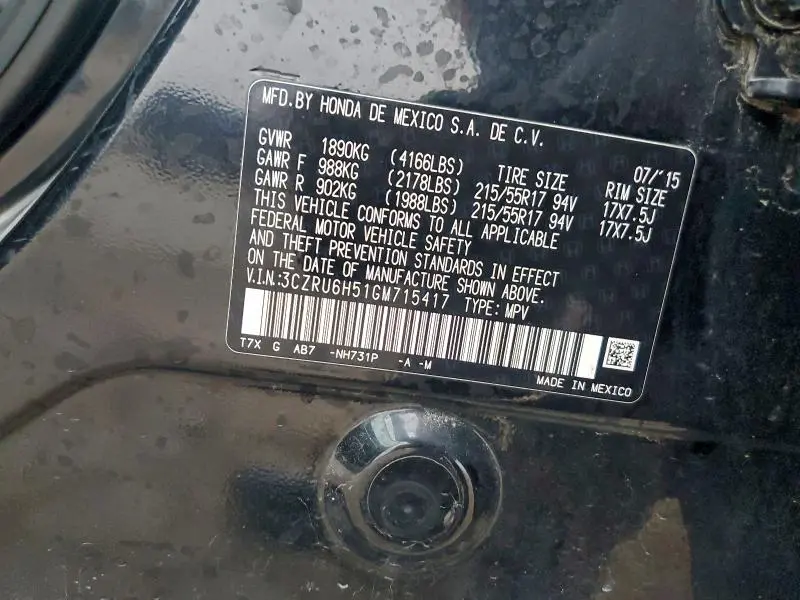 MFD.BY HONDA DE MEXICO S.A. DE C.V.
07/'15
GVWR 1890KG (4166LBS) TIRE SIZE RIM SIZE
GAWR F 988KG (2178LBS) 215/55R17 94V 17X7.5J
GAWR R 902KG (1988LBS) 215/55R17 94V 17X7.5J
THIS VEHICLE CONFORMS TO ALL APPLICABLE
FEDERAL MOTOR VEHICLE SAFETY
AND THEFT PREVENTION STANDARDS IN EFFECT
ON THE DATE OF MANUFACTURE SHOWN ABOVE.
V.I.N.:3CZRU6H51GM715417 TYPE: MPV
T7X G AB7 -NH731P -A -M
MADE IN MEXICO